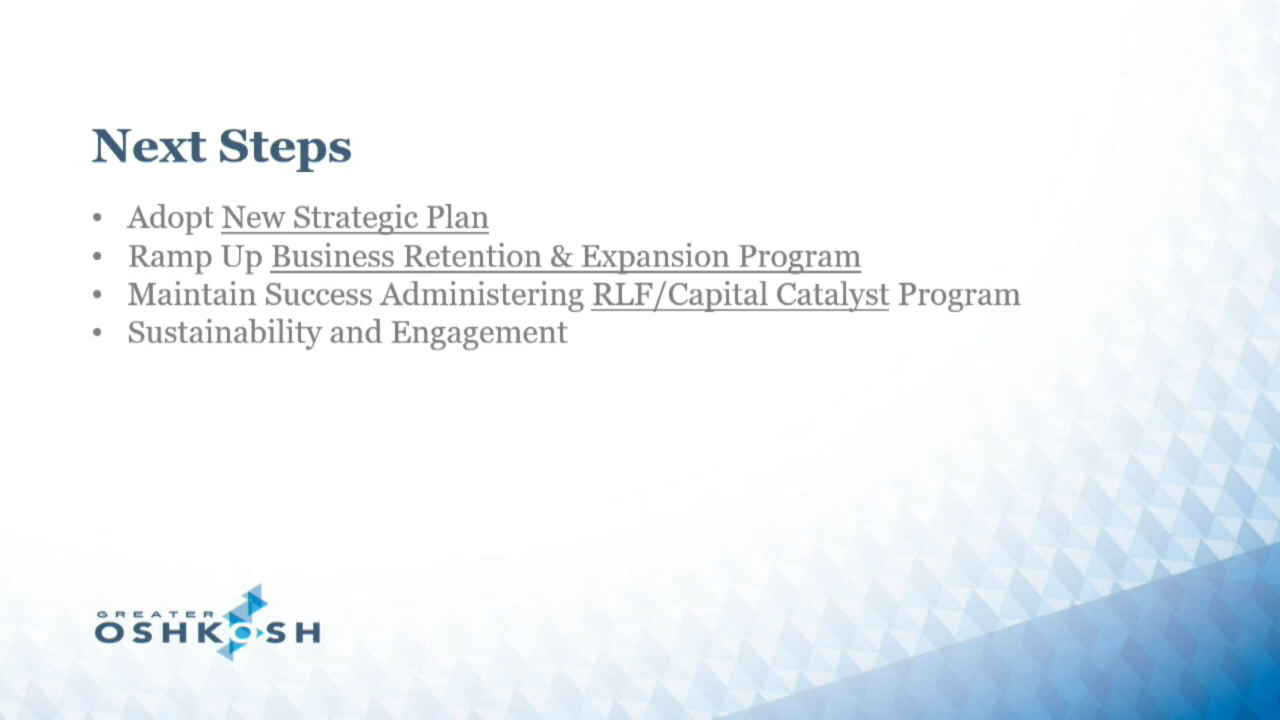 Next Steps
• Adopt New Strategic Plan
• Ramp Up Business Retention & Expansion Program
• Maintain Success Administering RLF/Capital Catalyst Program
• Sustainability and Engagement
GREATER
OSHKOSH